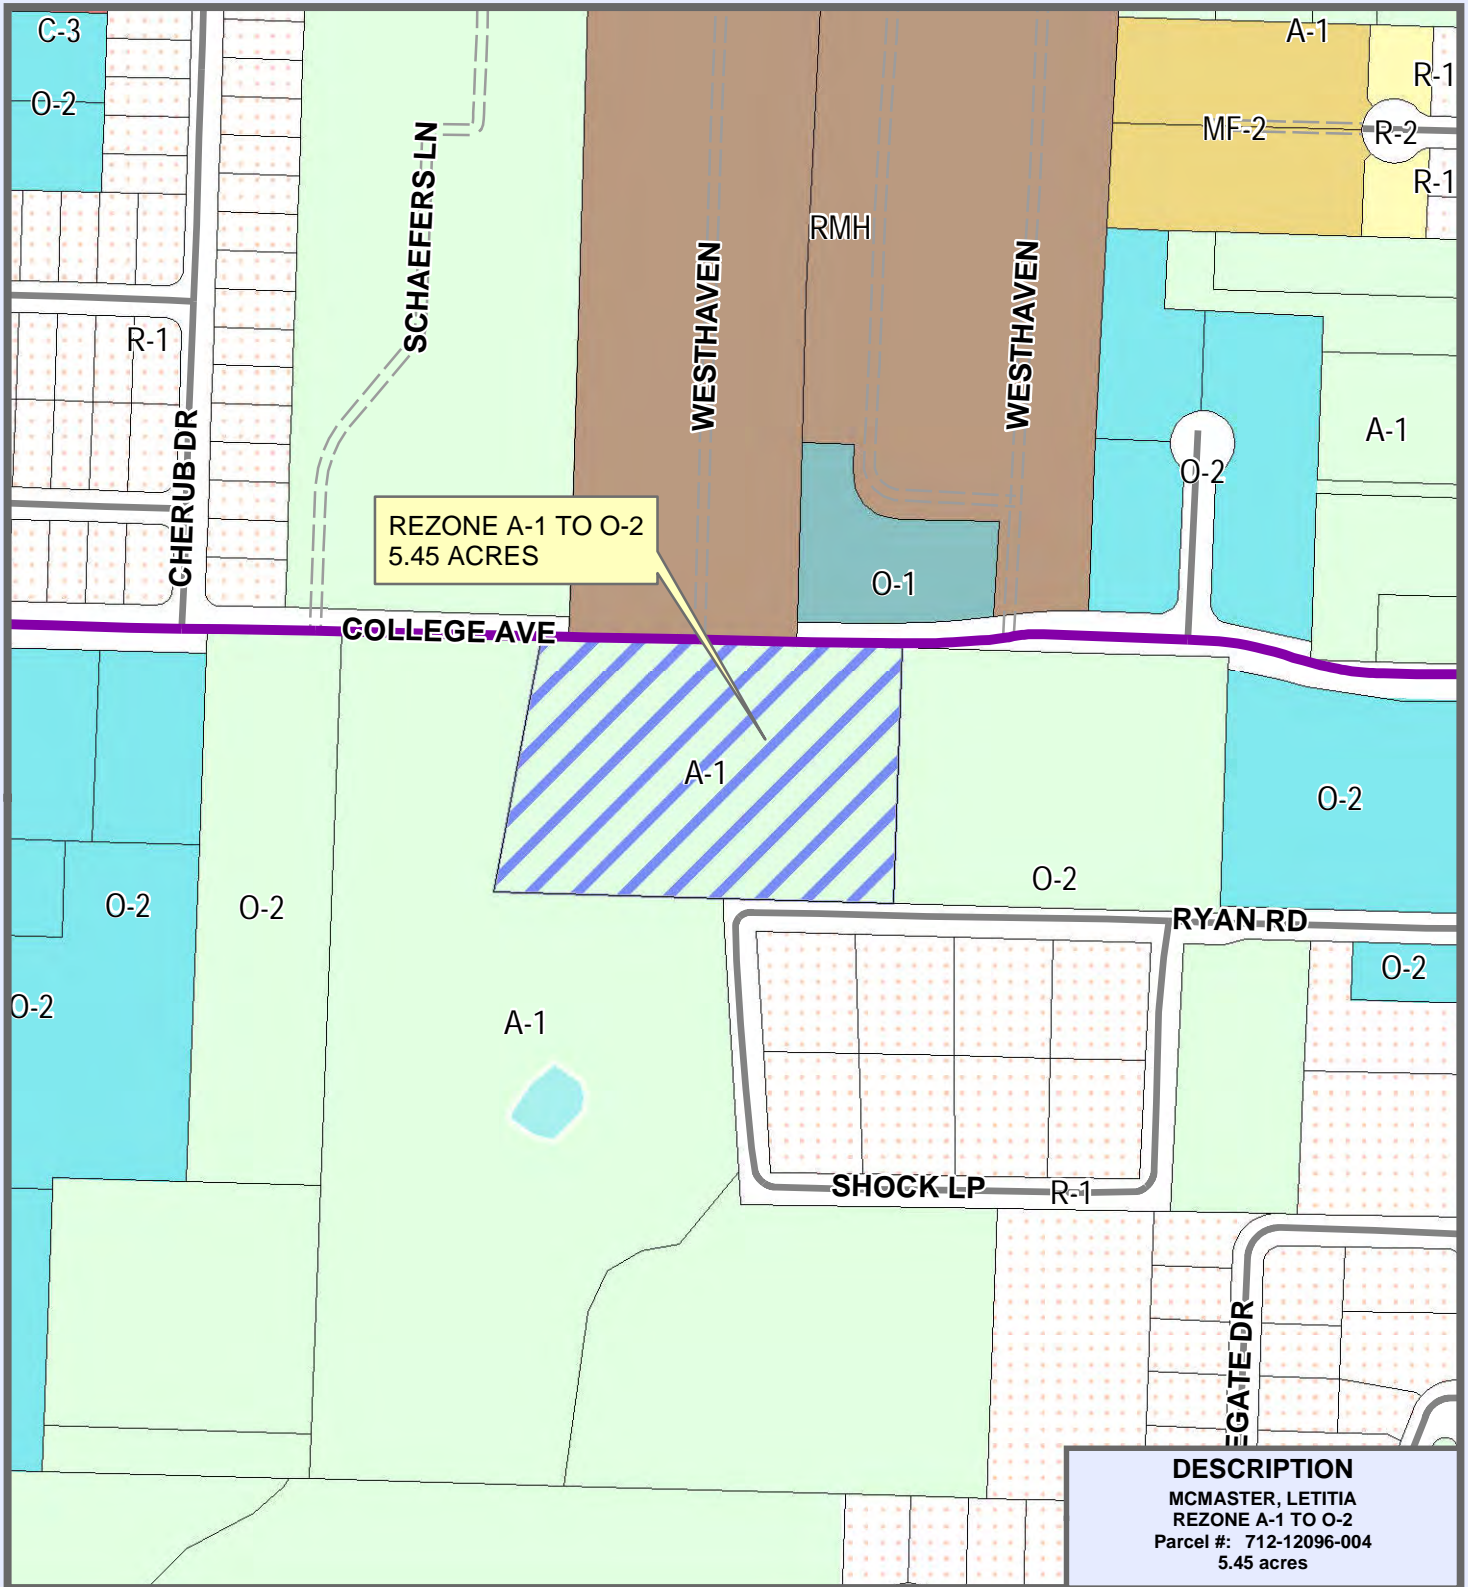 C-3
A-1
R-1
O-2
MF-2
R-2
R-1
SCHAEFERS LN
RMH
WESTHAVEN
WESTHAVEN
R-1
A-1
CHERUB DR
O-2
REZONE A-1 TO O-2
5.45 ACRES
O-1
COLLEGE AVE
A-1
O-2
O-2
O-2
O-2
RYAN RD
O-2
O-2
A-1
SHOCK LP
R-1
EGATE DR
DESCRIPTION
MCMASTER, LETITIA
REZONE A-1 TO O-2
Parcel #: 712-12096-004
5.45 acres